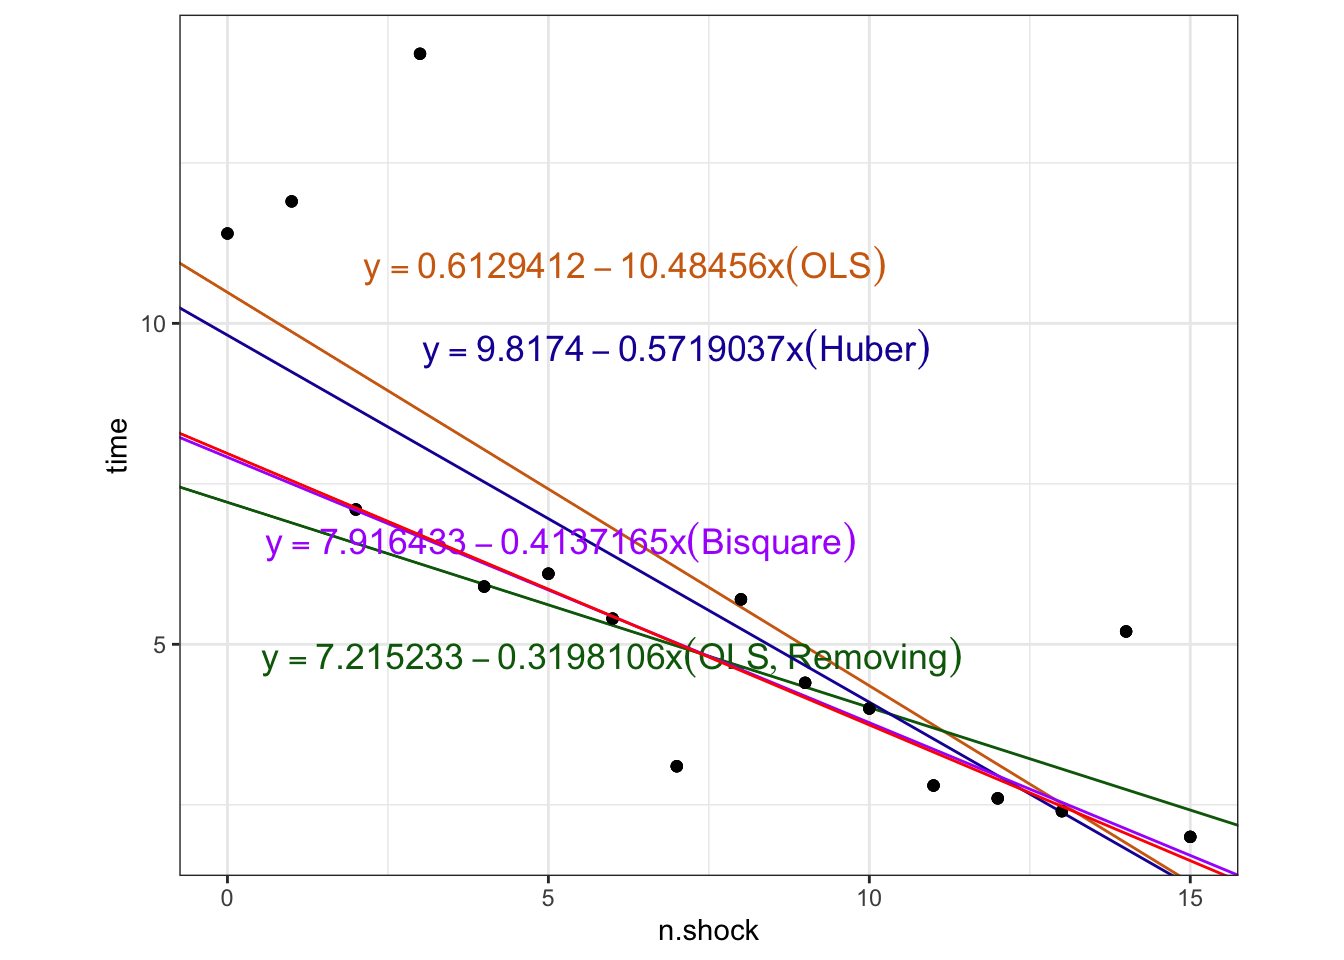 y = 0.6129412 − 10.48456x(OLS)
10
y = 9.8174 − 0.5719037x(Huber)
time
y = 7.916433 − 0.4137165x(Bisquare)
5
y = 7.215233 − 0.3198106x(OLS, Removing)
0 5 10 15
n.shock